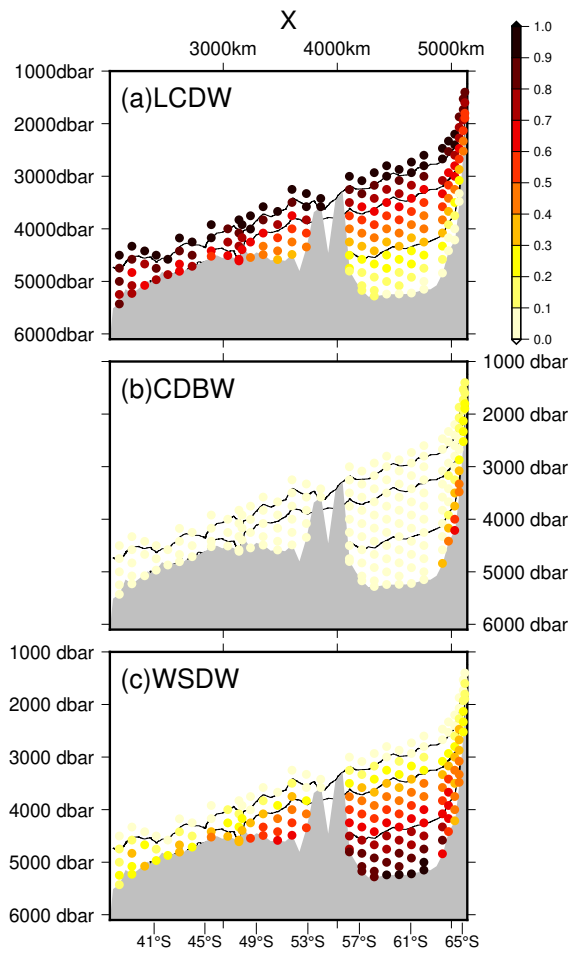 X
3000km 4000km 5000km
1000dbar
2000dbar
3000dbar
4000dbar
5000dbar
6000dbar
(a)LCDW
1.0
0.9
0.8
0.7
0.6
0.5
0.4
0.3
0.2
0.1
0.0
(b)CDBW
1000 dbar
2000 dbar
3000 dbar
4000 dbar
5000 dbar
6000 dbar
1000 dbar
2000 dbar
3000 dbar
4000 dbar
5000 dbar
6000 dbar
(c)WSDW
41°S 45°S 49°S 53°S 57°S 61°S 65°S